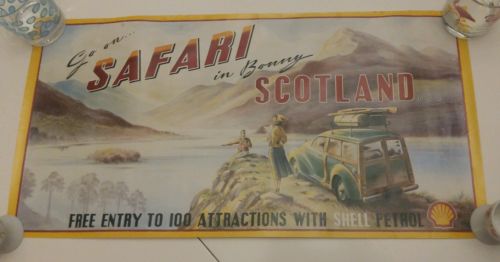 Go on...
SAFARI
in Bonny
SCOTLAND
FREE ENTRY TO 100 ATTRACTIONS WITH SHELL PETROL